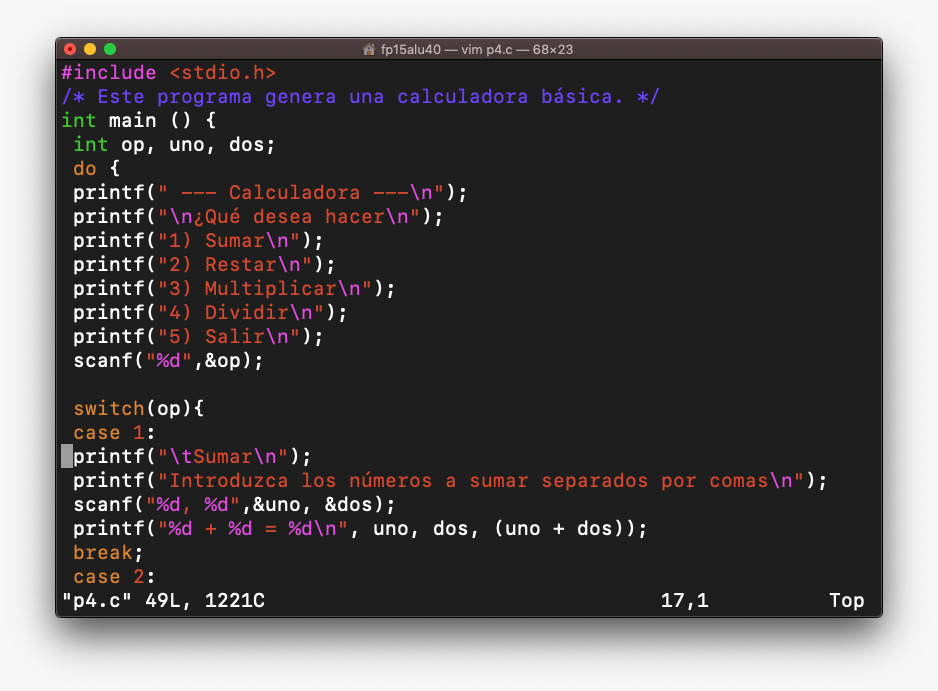 fp15alu40 — vim p4.c — 68×23
#include <stdio.h>
/* Este programa genera una calculadora básica. */
int main () {
 int op, uno, dos;
 do {
 printf(" --- Calculadora ---\n");
 printf("\n¿Qué desea hacer\n");
 printf("1) Sumar\n");
 printf("2) Restar\n");
 printf("3) Multiplicar\n");
 printf("4) Dividir\n");
 printf("5) Salir\n");
 scanf("%d",&op);

 switch(op){
 case 1:
 printf("\tSumar\n");
 printf("Introduzca los números a sumar separados por comas\n");
 scanf("%d, %d",&uno, &dos);
 printf("%d + %d = %d\n", uno, dos, (uno + dos));
 break;
 case 2:
"p4.c" 49L, 1221C 17,1 Top